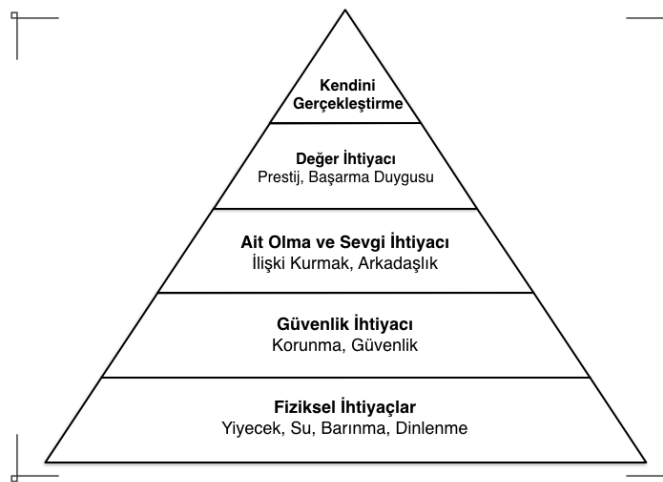 Kendini
Gerçekleştirme
Değer İhtiyacı
Prestij, Başarma Duygusu
Ait Olma ve Sevgi İhtiyacı
İlişki Kurmak, Arkadaşlık
Güvenlik İhtiyacı
Korunma, Güvenlik
Fiziksel İhtiyaçlar
Yiyecek, Su, Barınma, Dinlenme